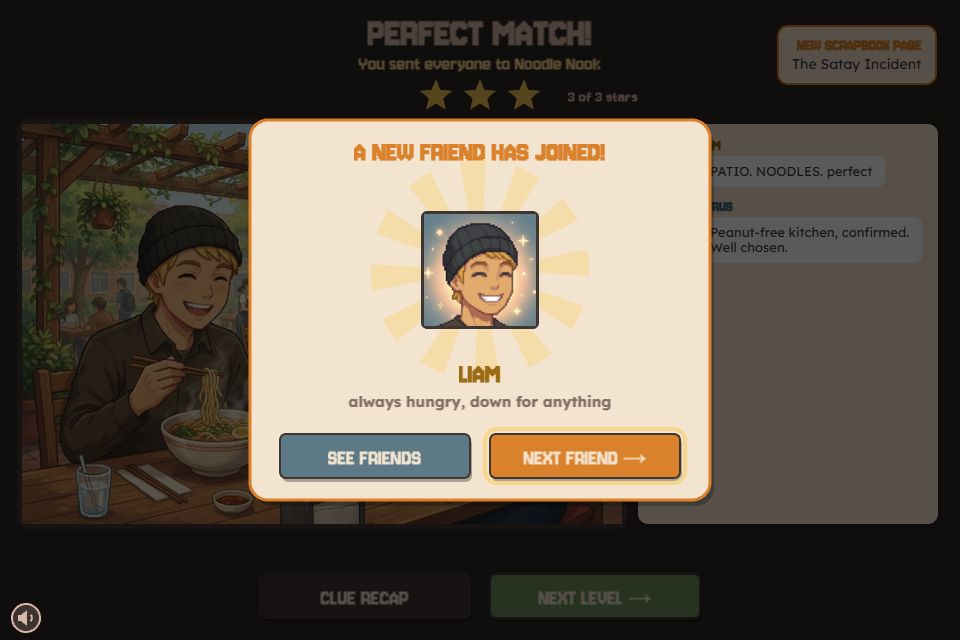 PERFECT MATCH!
You sent everyone to Noodle Nook
3 of 3 stars
NEW SCRAPBOOK PAGE
The Satay Incident
PATIO. NOODLES. perfect
Peanut-free kitchen, confirmed.
Well chosen.
A NEW FRIEND HAS JOINED!
LIAM
always hungry, down for anything
SEE FRIENDS
NEXT FRIEND →
CLUE RECAP
NEXT LEVEL →